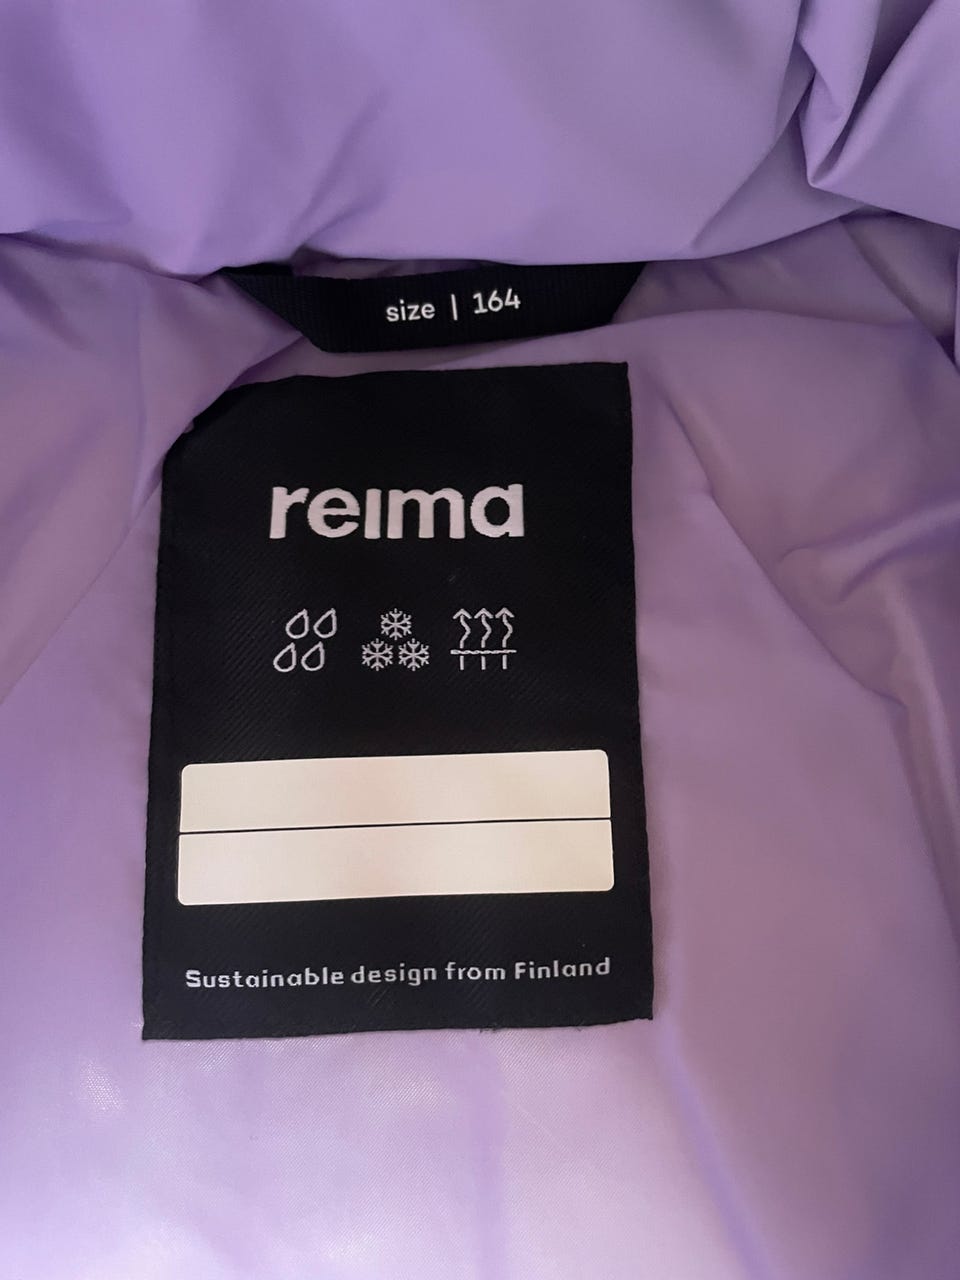 size | 164
reima
Sustainable design from Finland